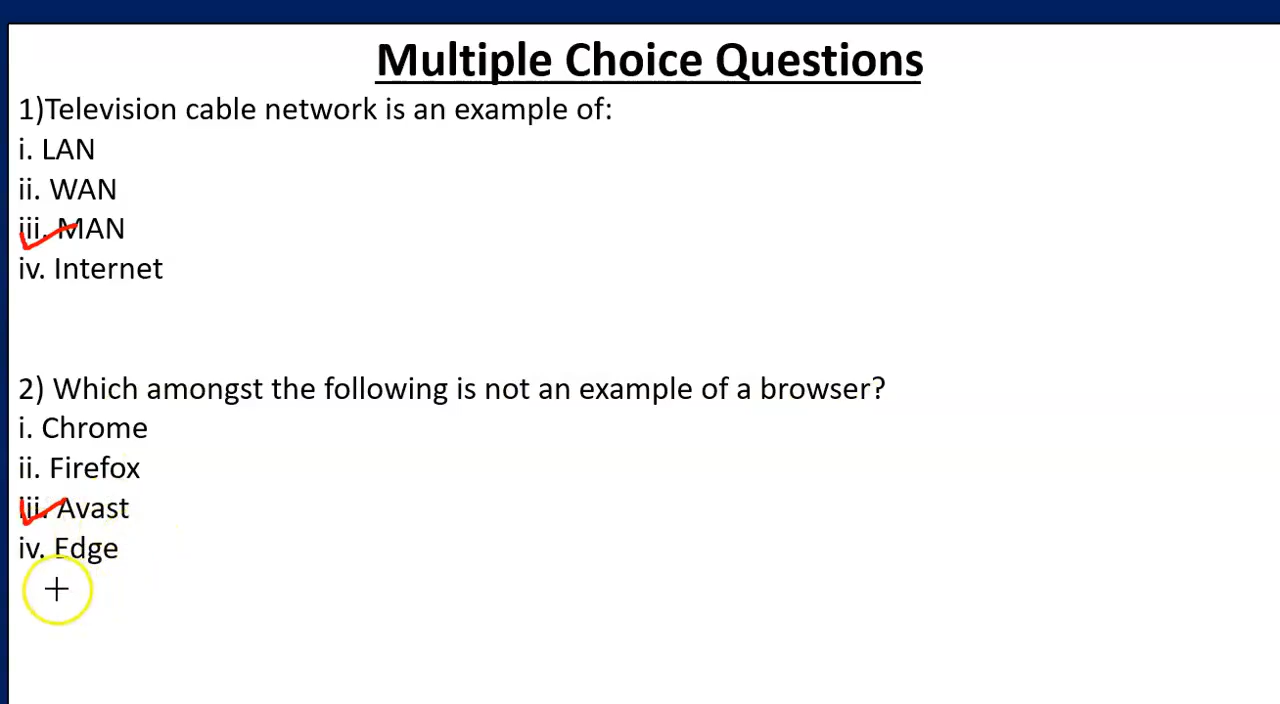 Multiple Choice Questions
1)Television cable network is an example of:
i. LAN
ii. WAN
iii. MAN
iv. Internet
2) Which amongst the following is not an example of a browser?
i. Chrome
ii. Firefox
iii. Avast
iv. Edge